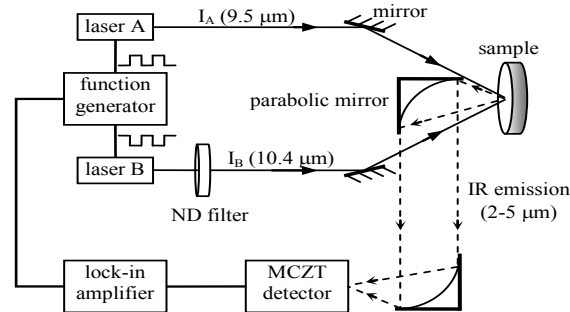 laser A
I_A (9.5 μm)
mirror
sample
function
generator
parabolic mirror
laser B
I_B (10.4 μm)
ND filter
IR emission
(2-5 μm)
lock-in
amplifier
MCZT
detector